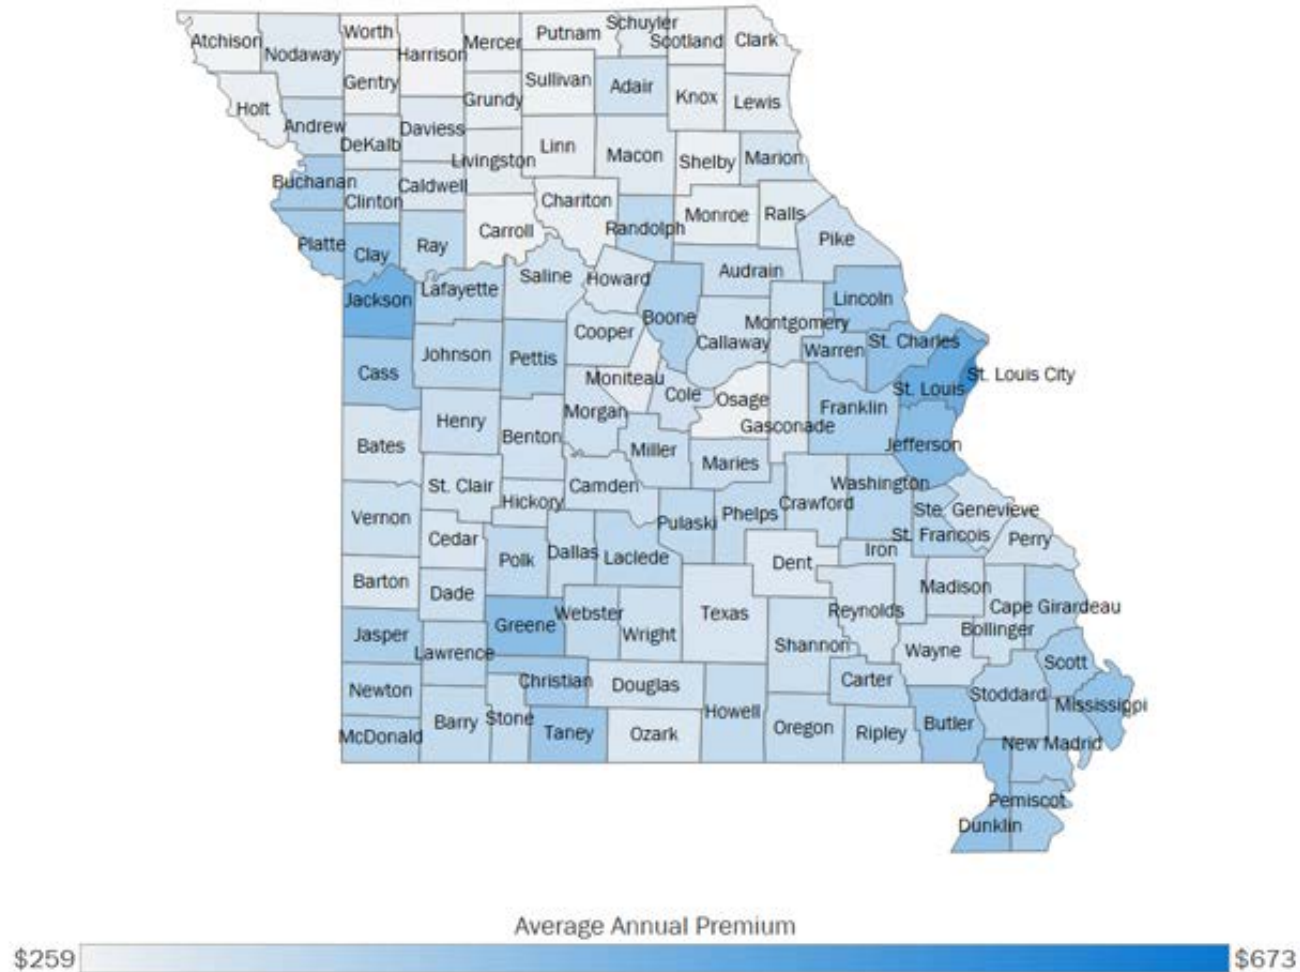 Schuyler
Worth
Putnam
Atchison
Nodaway
Harrison
Mercer
Scotland
Clark
Gentry
Sullivan
Adair
Knox
Lewis
Holt
Grundy
Andrew
DeKalb
Daviess
Livingston
Linn
Macon
Shelby
Marion
Buchanan
Clinton
Caldwell
Chariton
Carroll
Randolph
Monroe
Ralls
Platte
Clay
Ray
Pike
Saline
Howard
Audrain
Jackson
Lafayette
Lincoln
Boone
Montgomery
Cooper
Callaway
Warren
St. Charles
Johnson
Pettis
Cass
Moniteau
St. Louis City
St. Louis
Cole
Osage
Morgan
Franklin
Henry
Gasconade
Benton
Bates
Miller
Jefferson
Maries
St. Clair
Camden
Washington
Hickory
Crawford
Vernon
Pulaski
Phelps
Ste. Genevieve
St. Francois
Cedar
Perry
Polk
Dallas
Laclede
Iron
Dent
Barton
Dade
Madison
Texas
Reynolds
Cape Girardeau
Webster
Greene
Jasper
Wright
Bollinger
Shannon
Lawrence
Wayne
Scott
Newton
Christian
Douglas
Carter
Stoddard
Mississippi
Howell
Barry
Stone
McDonald
Taney
Ozark
Oregon
Ripley
Butler
New Madrid
Pemiscot
Dunklin
Average Annual Premium
$259 $673